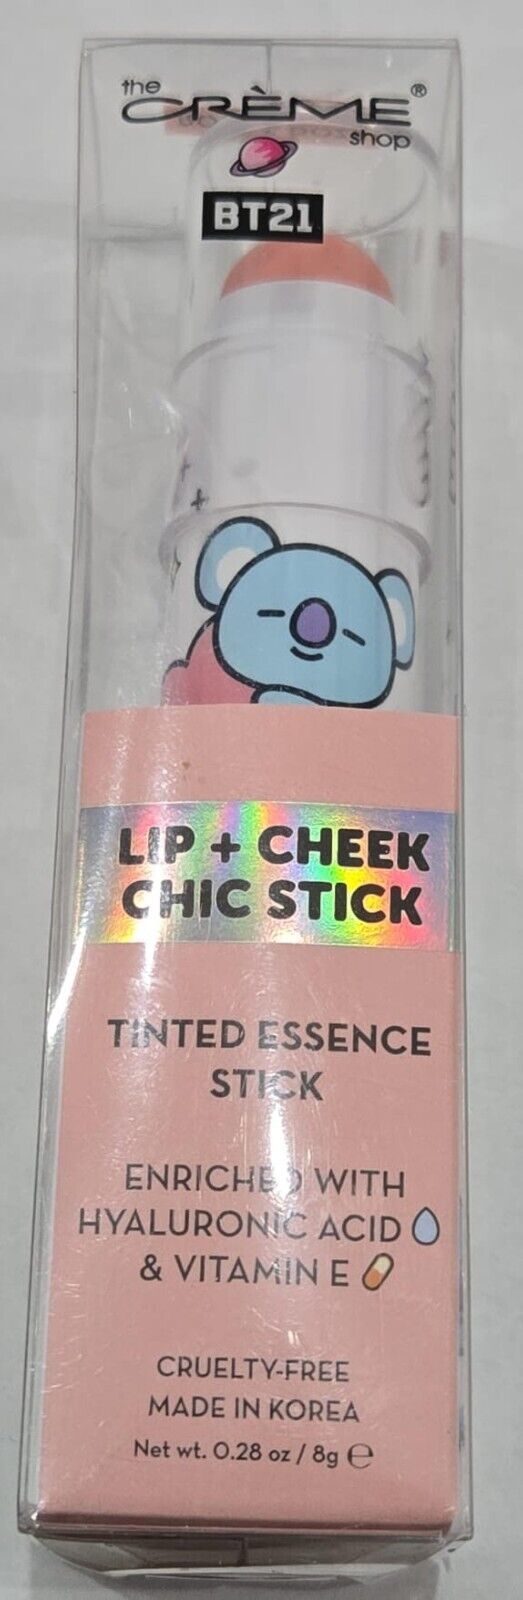 the
CRÈME®
shop
BT21
LIP + CHEEK
CHIC STICK
TINTED ESSENCE
STICK
ENRICHED WITH
HYALURONIC ACID
& VITAMIN E
CRUELTY-FREE
MADE IN KOREA
Net wt. 0.28 oz / 8g ℮